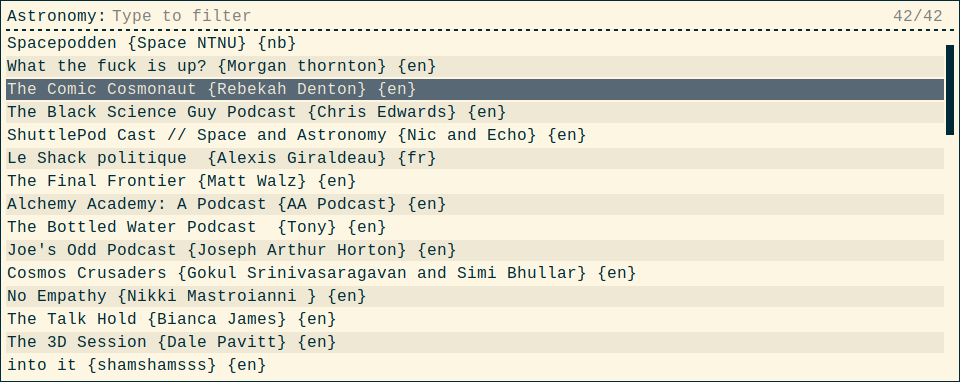 Astronomy: Type to filter 42/42
Spacepodden {Space NTNU} {nb}
What the fuck is up? {Morgan thornton} {en}
The Comic Cosmonaut {Rebekah Denton} {en}
The Black Science Guy Podcast {Chris Edwards} {en}
ShuttlePod Cast // Space and Astronomy {Nic and Echo} {en}
Le Shack politique  {Alexis Giraldeau} {fr}
The Final Frontier {Matt Walz} {en}
Alchemy Academy: A Podcast {AA Podcast} {en}
The Bottled Water Podcast  {Tony} {en}
Joe's Odd Podcast {Joseph Arthur Horton} {en}
Cosmos Crusaders {Gokul Srinivasaragavan and Simi Bhullar} {en}
No Empathy {Nikki Mastroianni } {en}
The Talk Hold {Bianca James} {en}
The 3D Session {Dale Pavitt} {en}
into it {shamshamsss} {en}